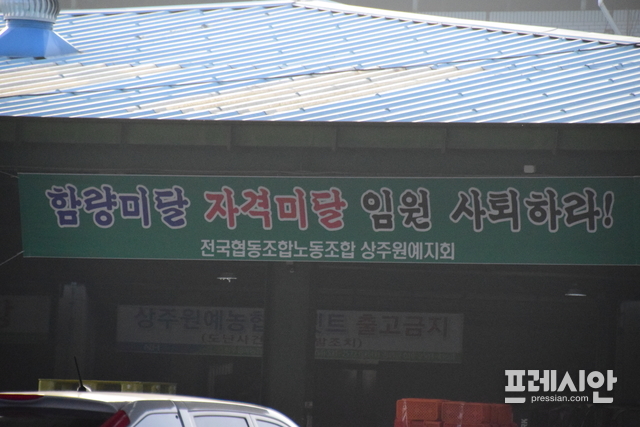 함량미달 자격미달 임원 사퇴하라!
전국협동조합노동조합 상주원예지회
상주원예농협 트 출고금지
프레시안
pressian.com